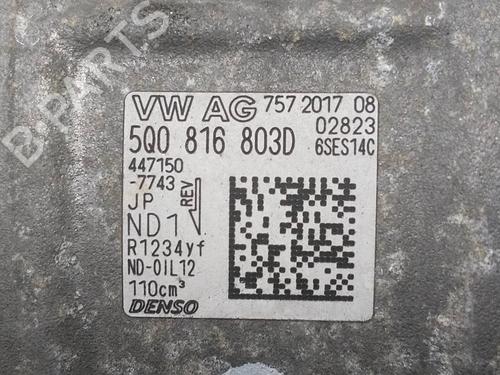 B-PARTS
VW AG 757 2017 08
02823
5Q0 816 803D 6SES14C
447150
-7743
JP REV
ND1
R1234yf
ND-OIL12
110cm³
DENSO